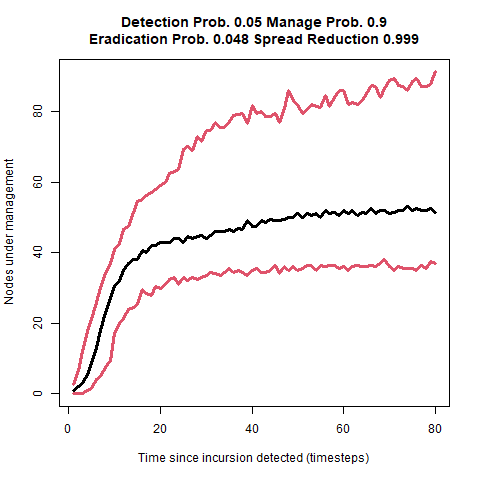 Detection Prob. 0.05 Manage Prob. 0.9
Eradication Prob. 0.048 Spread Reduction 0.999
Nodes under management
80
60
40
20
0
0 20 40 60 80
Time since incursion detected (timesteps)